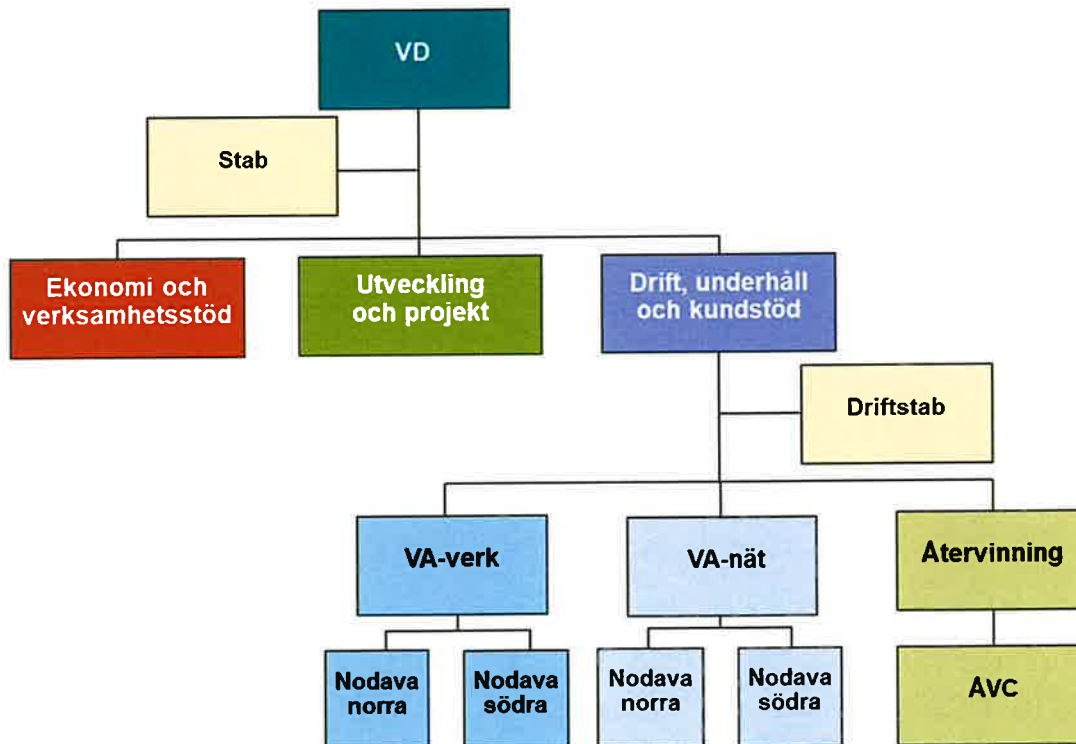 VD
Stab
Ekonomi och
verksamhetsstöd
Utveckling
och projekt
Drift, underhåll
och kundstöd
Driftstab
VA-verk
VA-nät
Återvinning
Nodava
norra
Nodava
södra
Nodava
norra
Nodava
södra
ÅVC